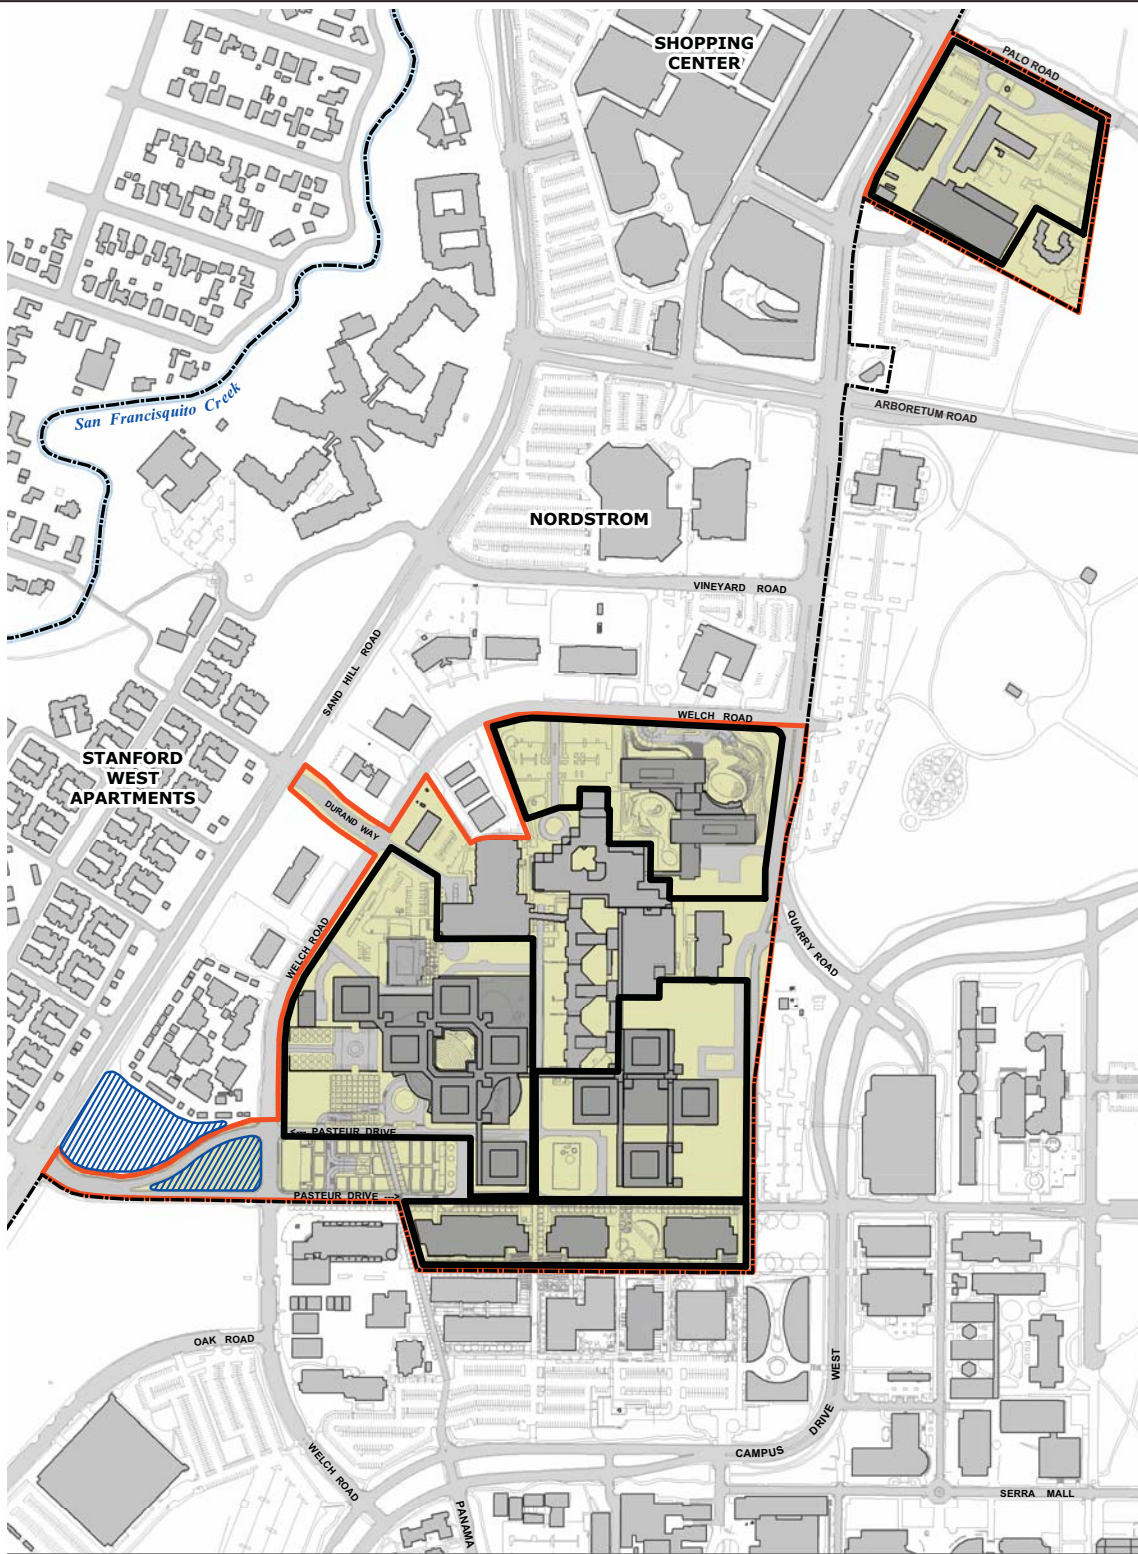 SHOPPING
CENTER
PALO ROAD
San Francisquito Creek
ARBORETUM ROAD
NORDSTROM
VINEYARD ROAD
SAND HILL ROAD
WELCH ROAD
STANFORD
WEST
APARTMENTS
DURAND WAY
WELCH ROAD
QUARRY ROAD
<--- PASTEUR DRIVE
PASTEUR DRIVE --->
OAK ROAD
CAMPUS DRIVE WEST
WELCH ROAD
SERRA MALL
PANAMA